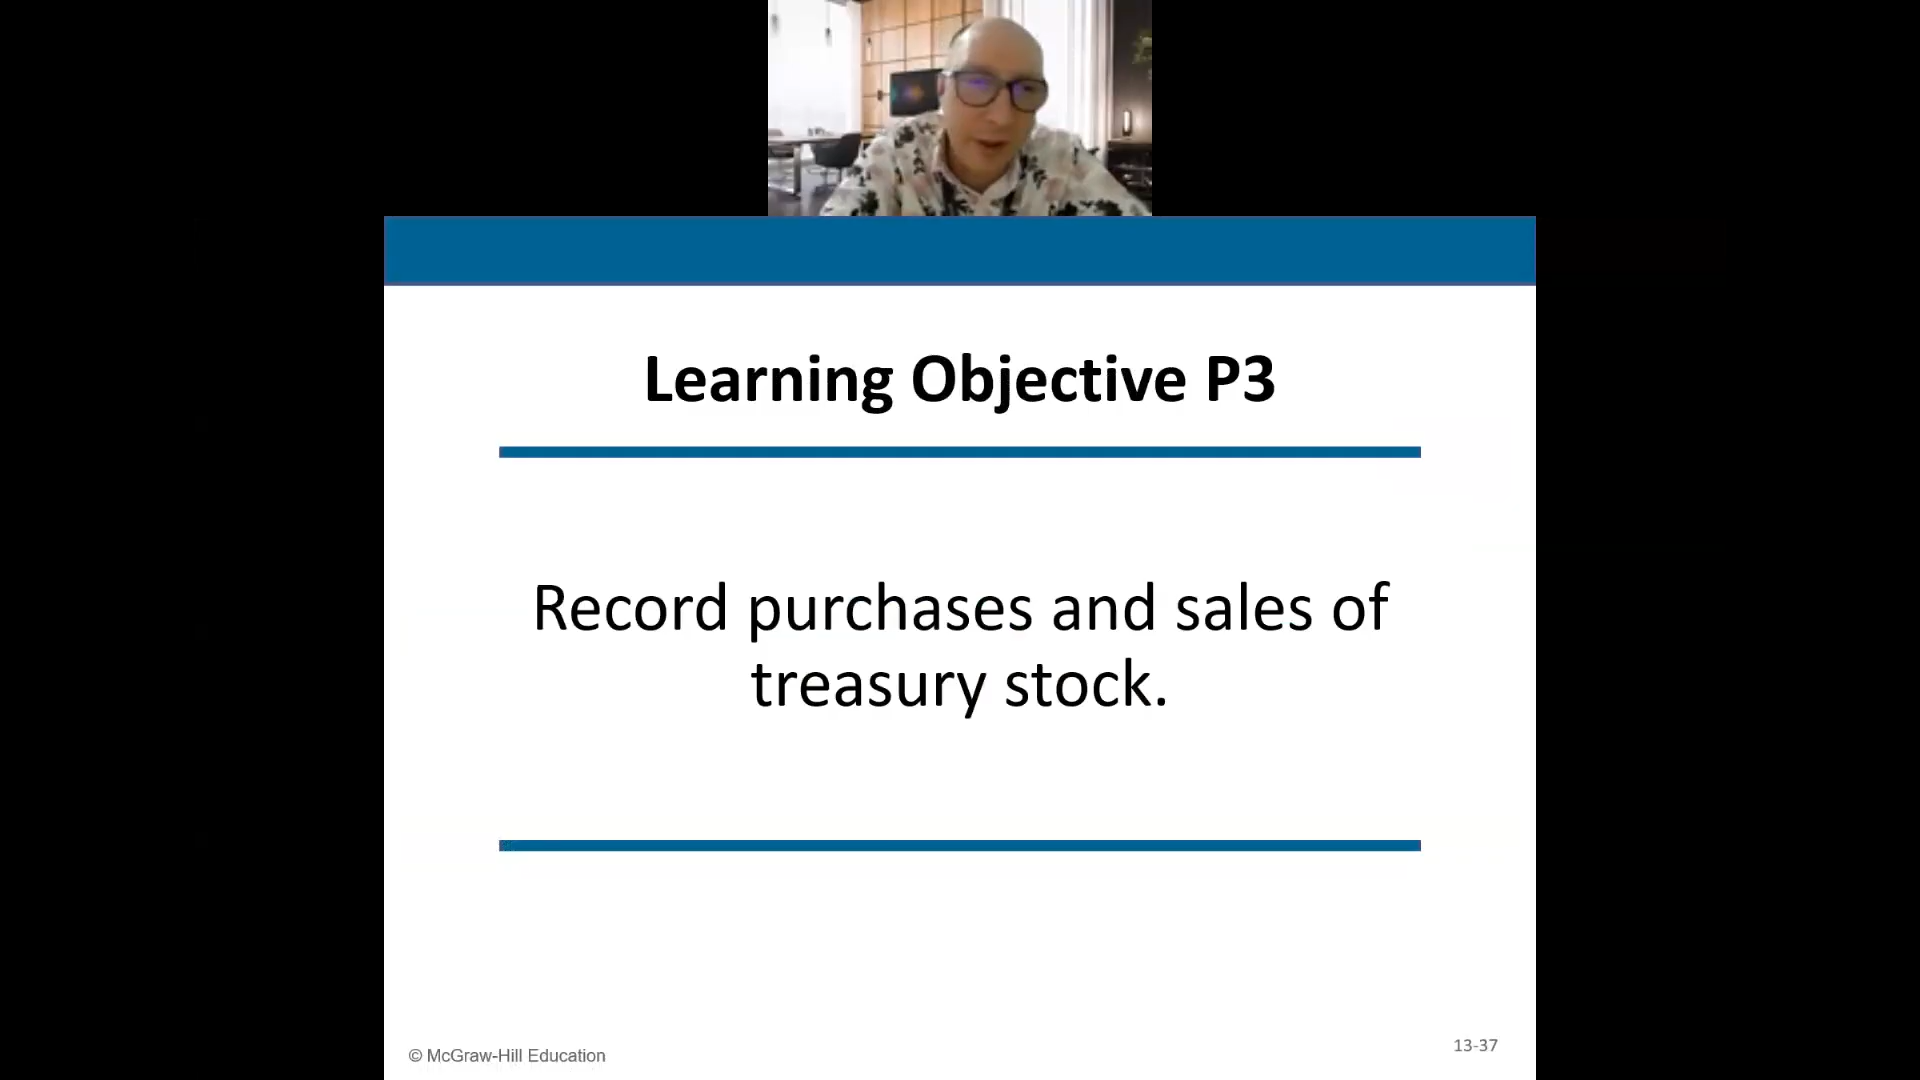 Learning Objective P3
Record purchases and sales of
treasury stock.
© McGraw-Hill Education
13-37